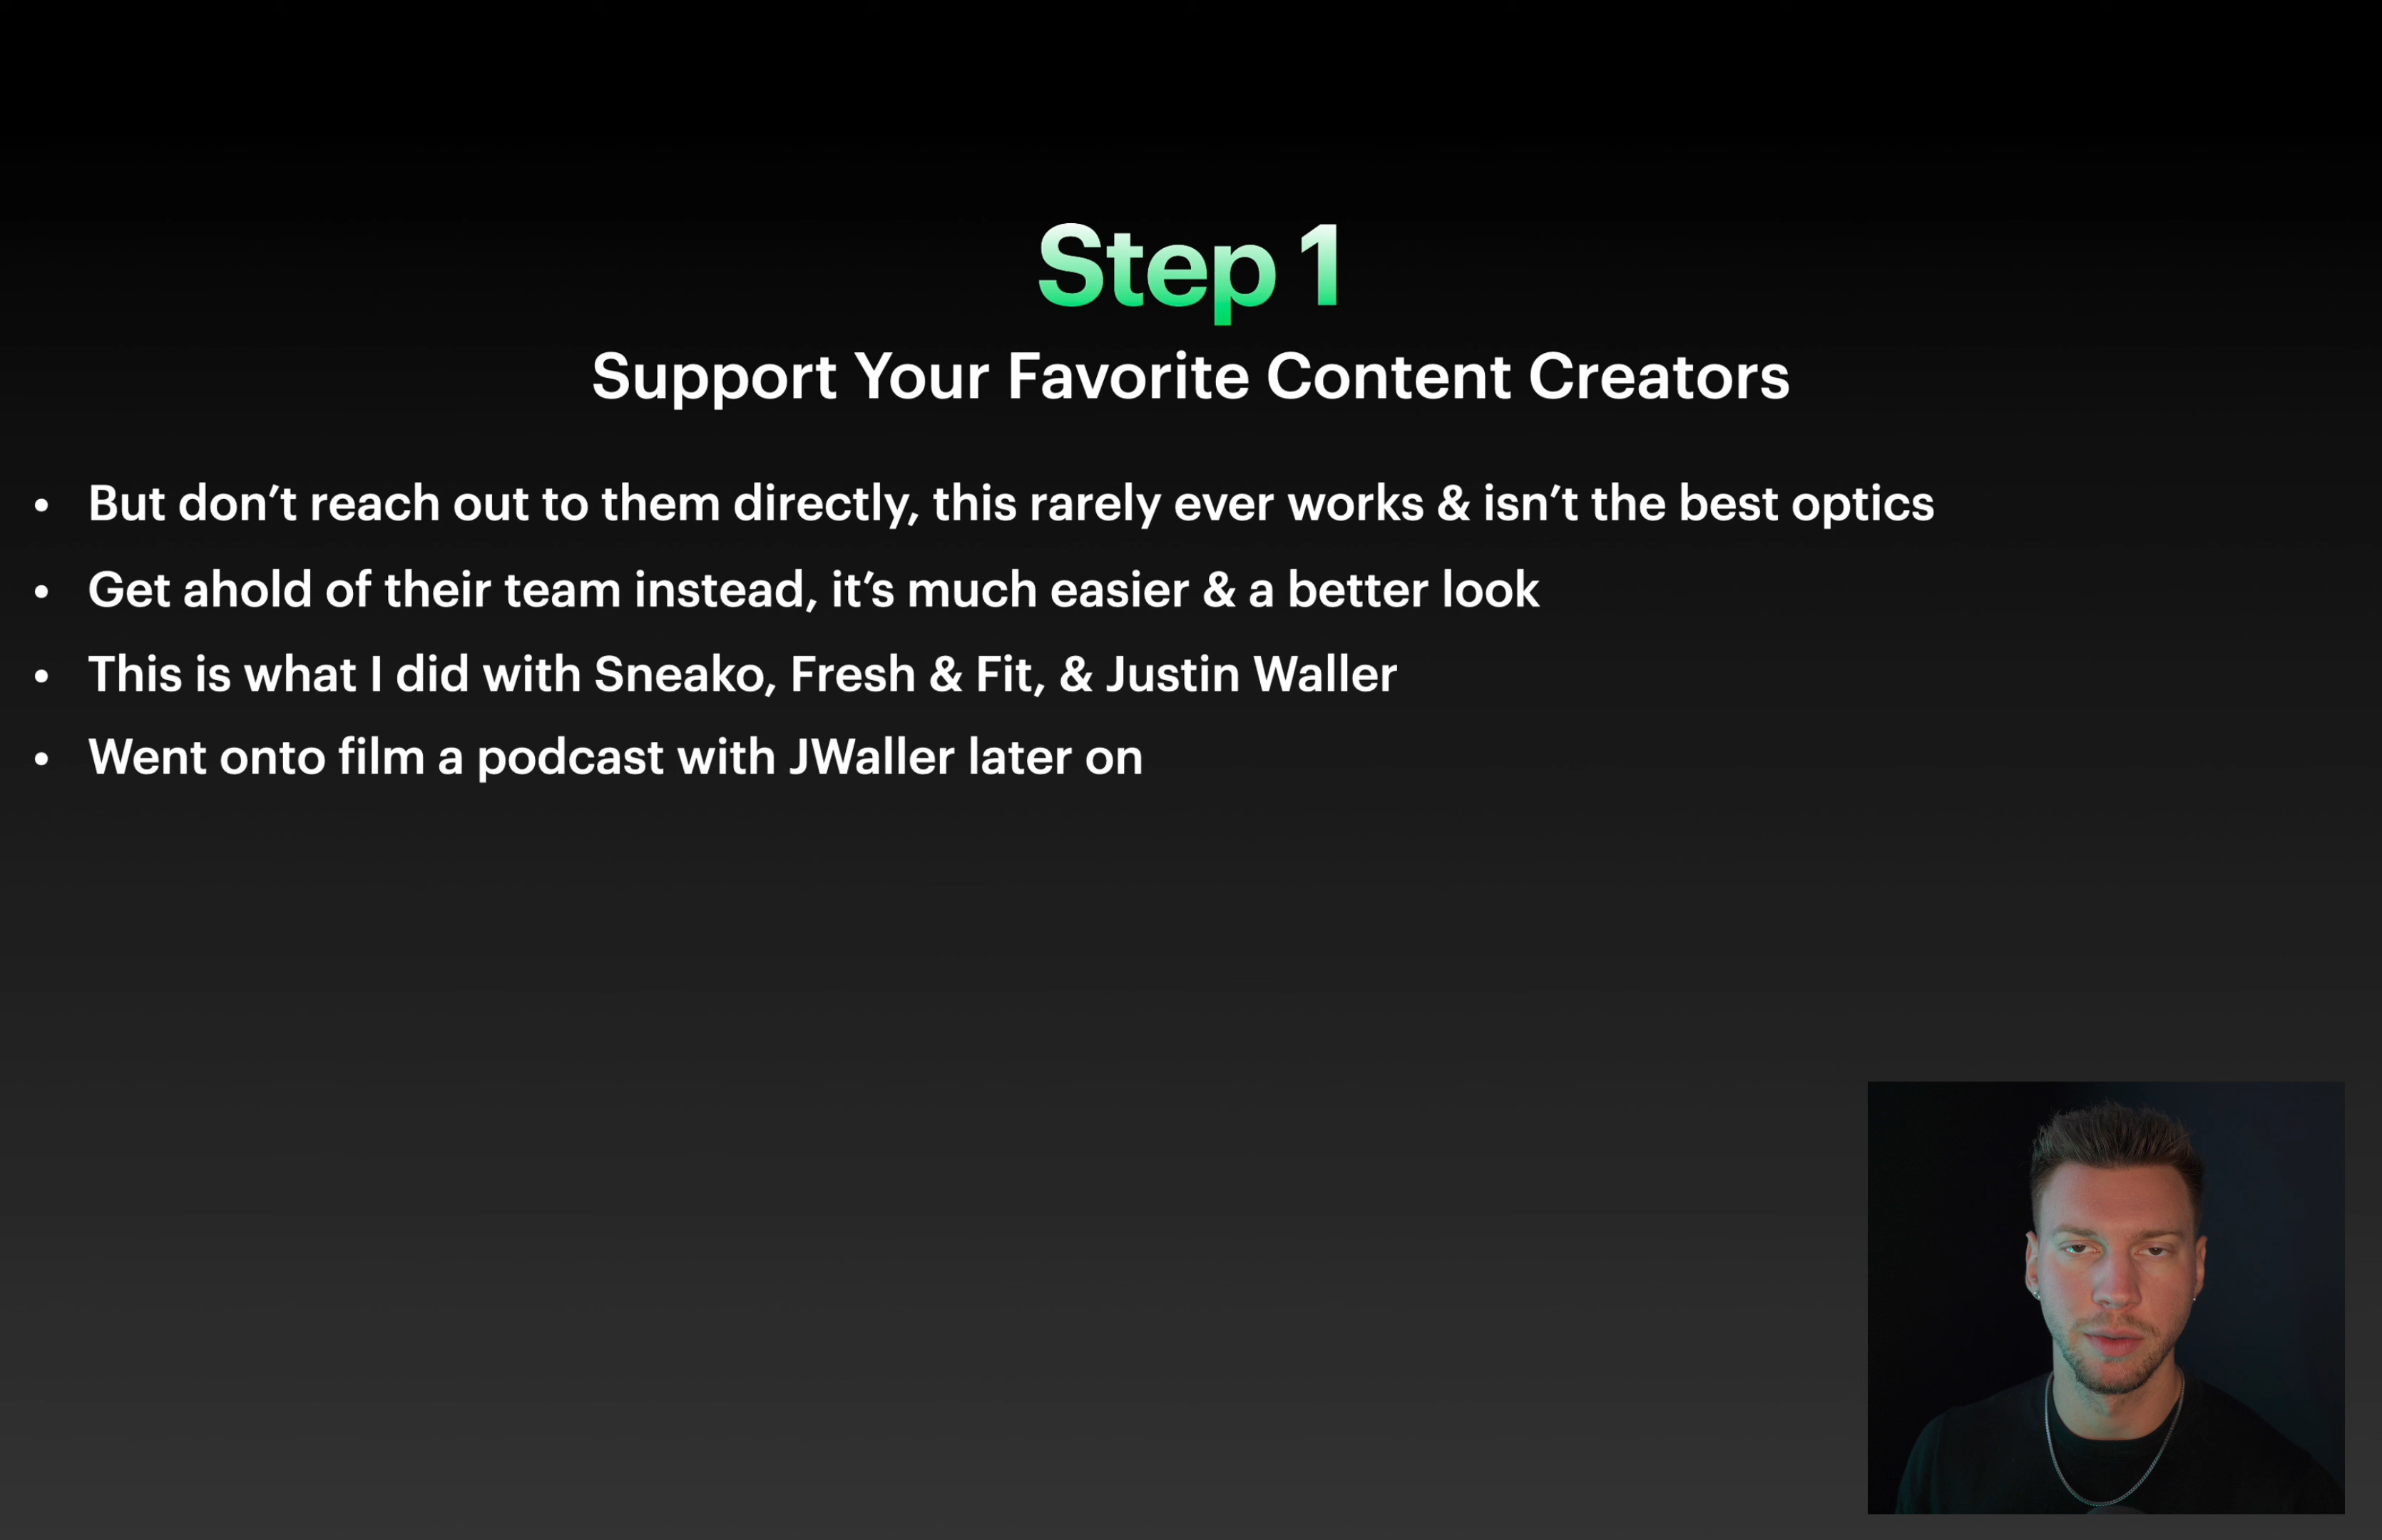 Step 1
Support Your Favorite Content Creators
• But don’t reach out to them directly, this rarely ever works & isn’t the best optics
• Get ahold of their team instead, it’s much easier & a better look
• This is what I did with Sneako, Fresh & Fit, & Justin Waller
• Went onto film a podcast with JWaller later on